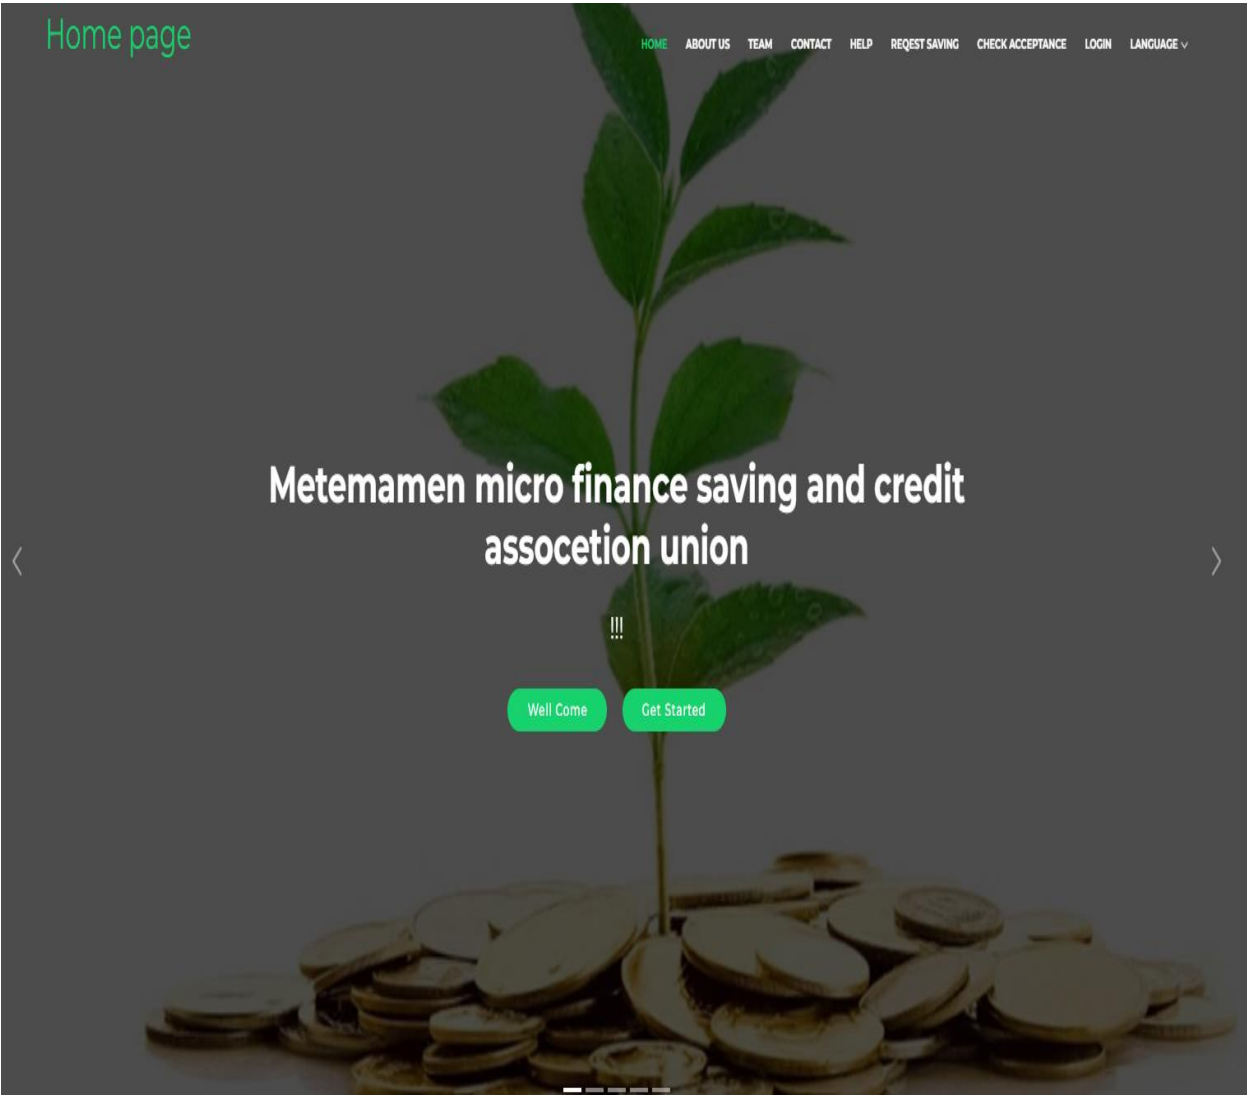 Home page
HOME ABOUT US TEAM CONTACT HELP REQEST SAVING CHECK ACCEPTANCE LOGIN LANGUAGE
Metemamen micro finance saving and credit
assocetion union
!!!
Well Come Get Started